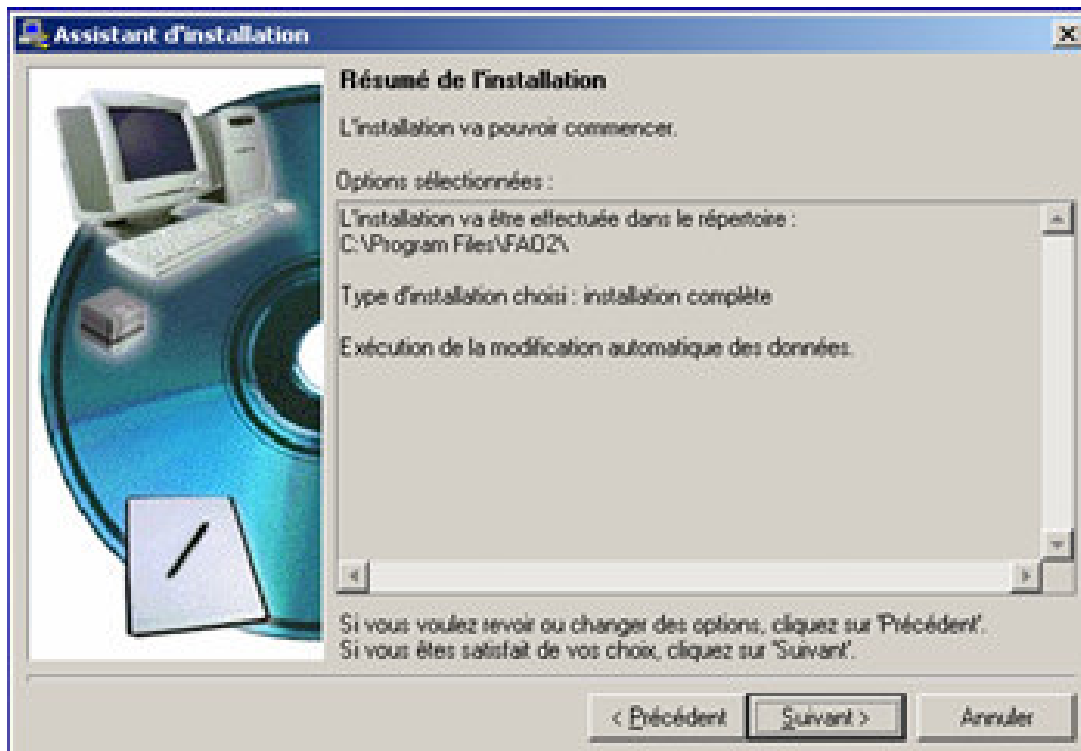 Assistant d'installation
Résumé de l'installation
L'installation va pouvoir commencer.
Options sélectionnées :
L'installation va être effectuée dans le répertoire :
C:\Program Files\FAO2\
Type d'installation choisi : installation complète
Exécution de la modification automatique des données.
Si vous voulez revoir ou changer des options, cliquez sur 'Précédent'.
Si vous êtes satisfait de vos choix, cliquez sur 'Suivant'.
< Précédent
Suivant >
Annuler